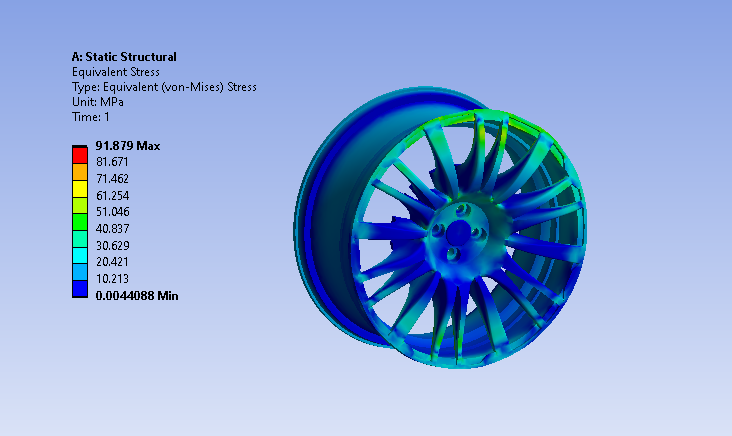 A: Static Structural
Equivalent Stress
Type: Equivalent (von-Mises) Stress
Unit: MPa
Time: 1
91.879 Max
81.671
71.462
61.254
51.046
40.837
30.629
20.421
10.213
0.0044088 Min